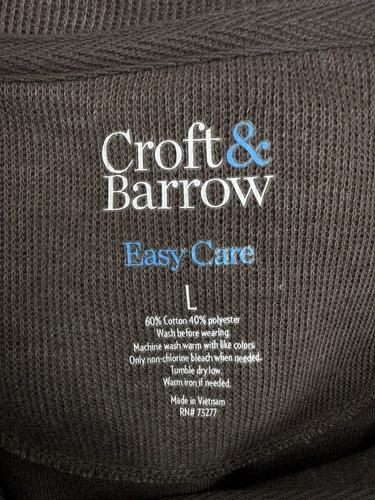 Croft &
Barrow
Easy Care
L
60% Cotton 40% polyester
Wash before wearing.
Machine wash warm with like colors.
Only non-chlorine bleach when needed.
Tumble dry low.
Warm iron if needed.
Made in Vietnam
RN# 73277